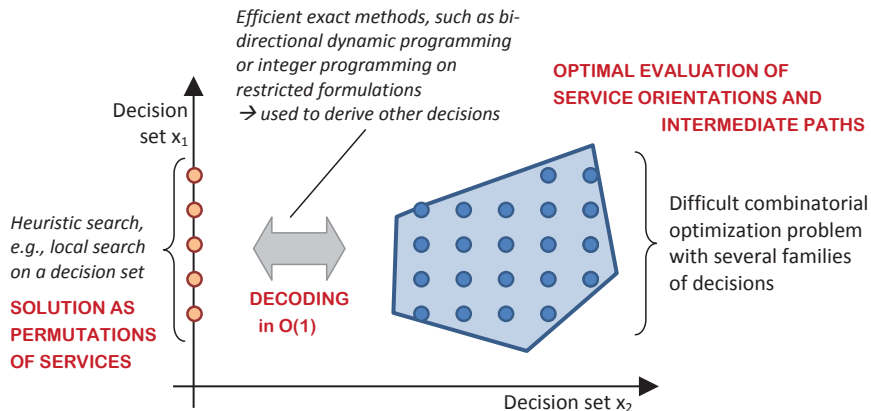 Efficient exact methods, such as bi-
directional dynamic programming
or integer programming on
restricted formulations
→ used to derive other decisions
OPTIMAL EVALUATION OF
SERVICE ORIENTATIONS AND
INTERMEDIATE PATHS
Decision
set x₁
Heuristic search,
e.g., local search
on a decision set
SOLUTION AS
PERMUTATIONS
OF SERVICES
DECODING
in O(1)
Difficult combinatorial
optimization problem
with several families
of decisions
Decision set x₂